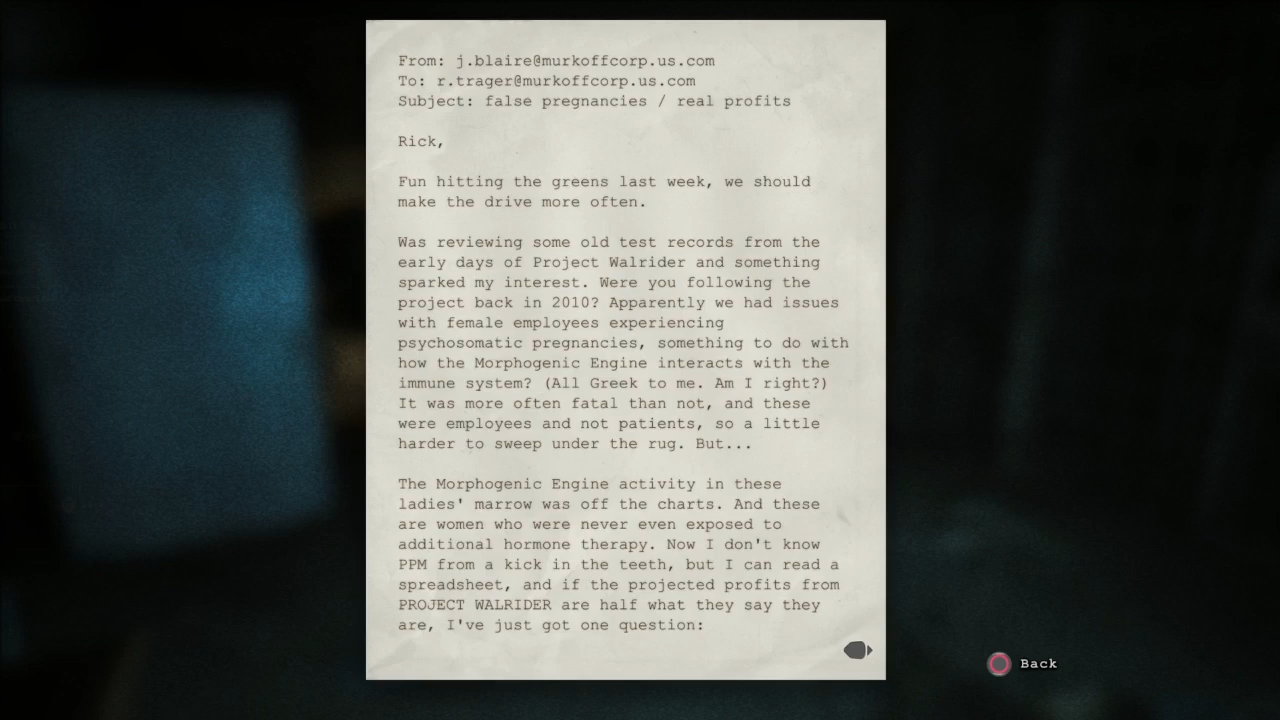 From: j.blaire@murkoffcorp.us.com
To: r.trager@murkoffcorp.us.com
Subject: false pregnancies / real profits
Rick,
Fun hitting the greens last week, we should
make the drive more often.
Was reviewing some old test records from the
early days of Project Walrider and something
sparked my interest. Were you following the
project back in 2010? Apparently we had issues
with female employees experiencing
psychosomatic pregnancies, something to do with
how the Morphogenic Engine interacts with the
immune system? (All Greek to me. Am I right?)
It was more often fatal than not, and these
were employees and not patients, so a little
harder to sweep under the rug. But...
The Morphogenic Engine activity in these
ladies' marrow was off the charts. And these
are women who were never even exposed to
additional hormone therapy. Now I don't know
PPM from a kick in the teeth, but I can read a
spreadsheet, and if the projected profits from
PROJECT WALRIDER are half what they say they
are, I've just got one question:
Back